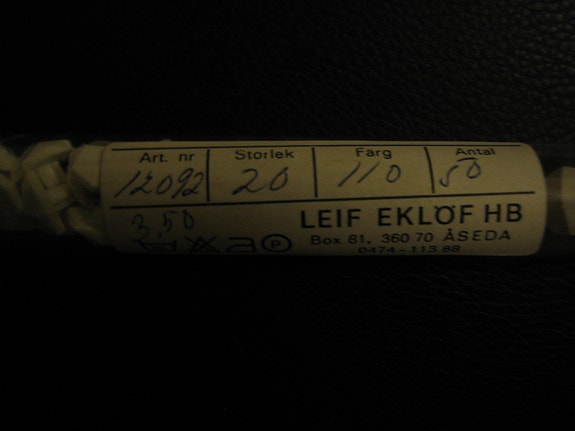 Art. nr Storlek Färg Antal
12092 20 110 50
3,50 LEIF EKLÖF HB
Box 81, 360 70 ÅSEDA
0474-113 88
P